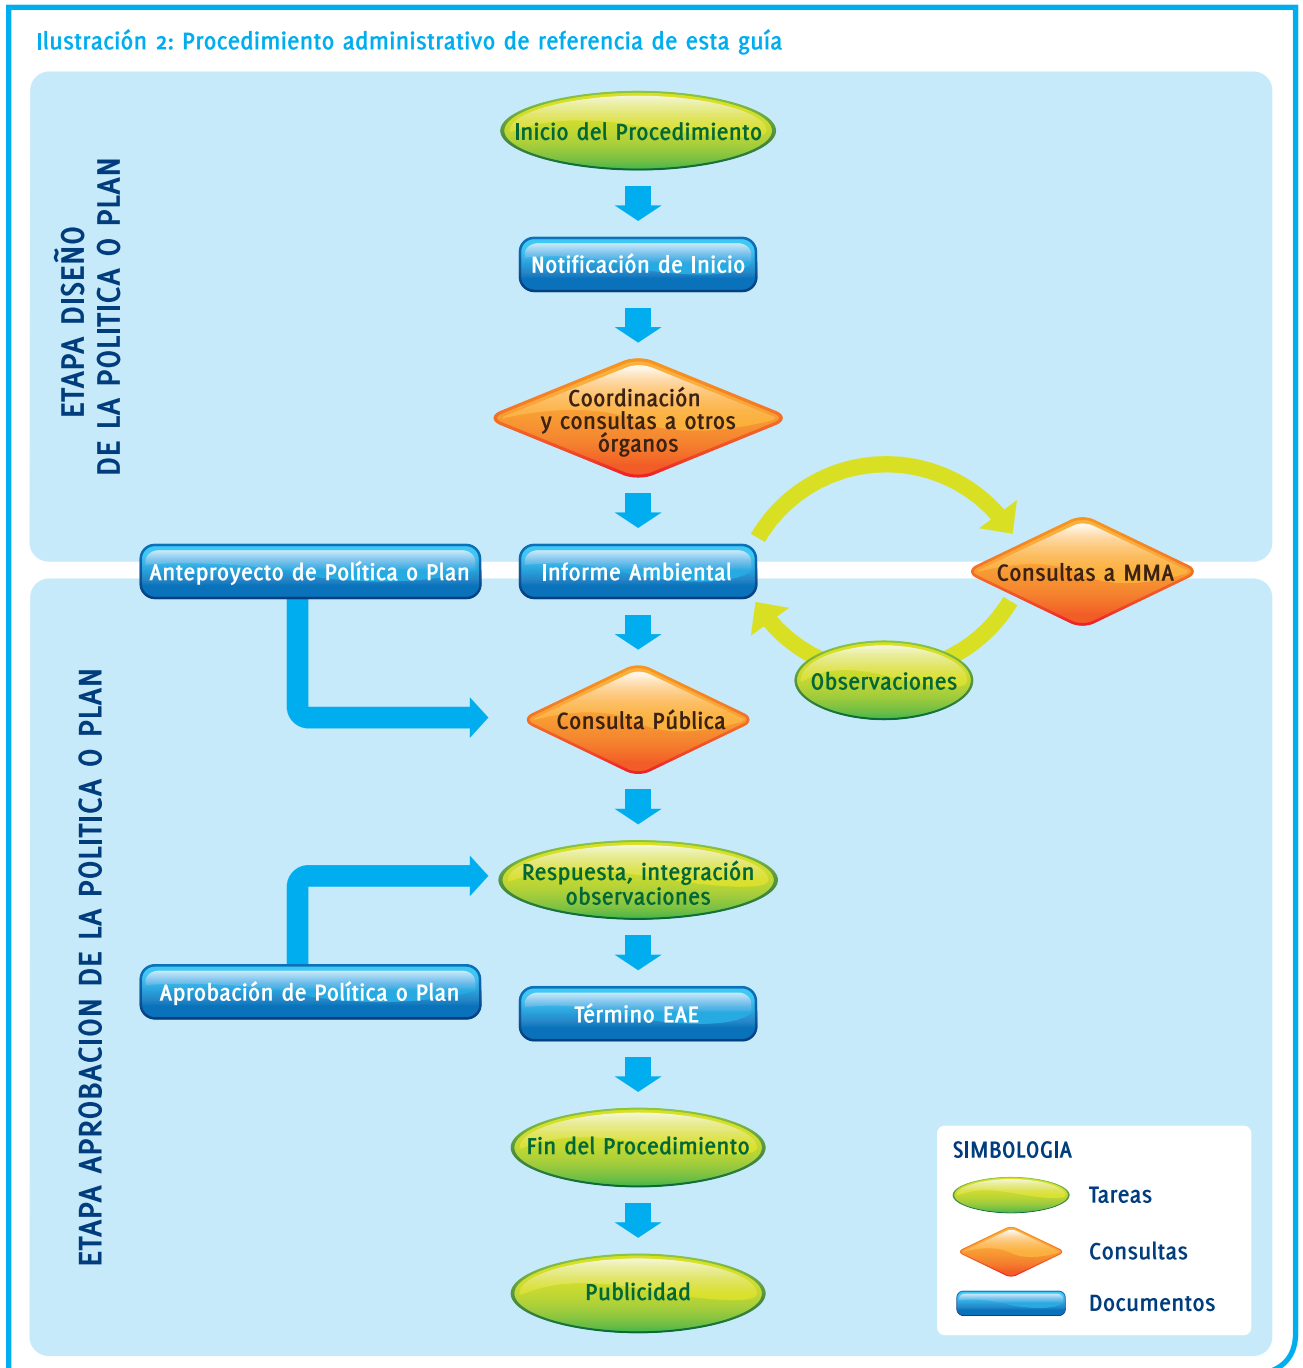 Ilustración 2: Procedimiento administrativo de referencia de esta guía
ETAPA DISEÑO
DE LA POLITICA O PLAN
Inicio del Procedimiento
Notificación de Inicio
Coordinación
y consultas a otros
órganos
Anteproyecto de Política o Plan
Informe Ambiental
Consultas a MMA
Observaciones
ETAPA APROBACION DE LA POLITICA O PLAN
Consulta Pública
Respuesta, integración
observaciones
Aprobación de Política o Plan
Término EAE
Fin del Procedimiento
Publicidad
SIMBOLOGIA
Tareas
Consultas
Documentos